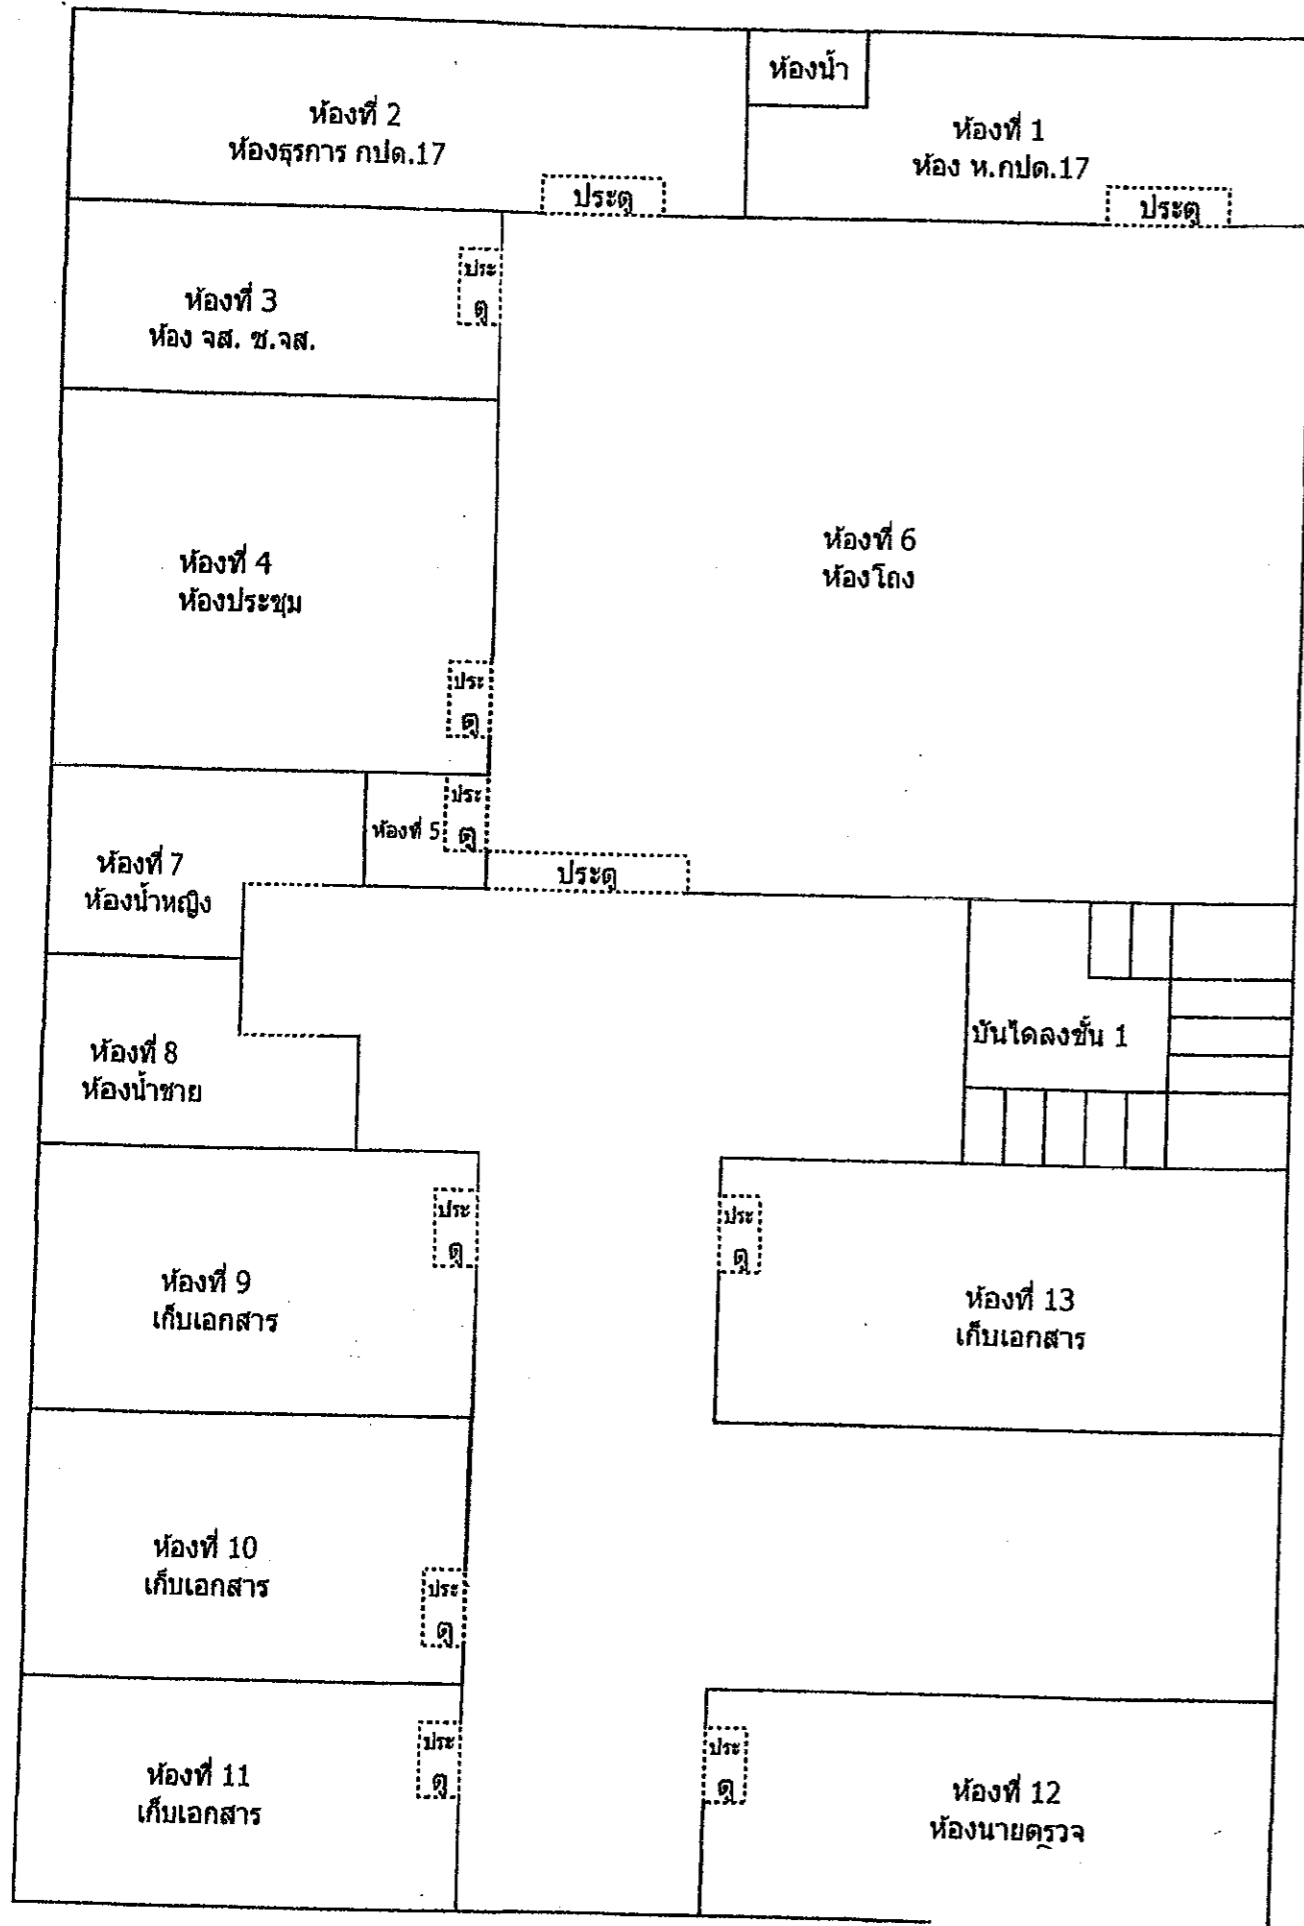 ห้องน้ำ
ห้องที่ 2
ห้องธุรการ กปด.17
ห้องที่ 1
ห้อง ห.กปด.17
ประตู
ประตู
ประ
ตู
ห้องที่ 3
ห้อง จส. ช.จส.
ห้องที่ 6
ห้องโถง
ห้องที่ 4
ห้องประชุม
ประ
ตู
ประ
ตู
ห้องที่ 5
ประตู
ห้องที่ 7
ห้องน้ำหญิง
บันไดลงชั้น 1
ห้องที่ 8
ห้องน้ำชาย
ประ
ตู
ประ
ตู
ห้องที่ 9
เก็บเอกสาร
ห้องที่ 13
เก็บเอกสาร
ห้องที่ 10
เก็บเอกสาร
ประ
ตู
ประ
ตู
ประ
ตู
ห้องที่ 11
เก็บเอกสาร
ห้องที่ 12
ห้องนายตรวจ